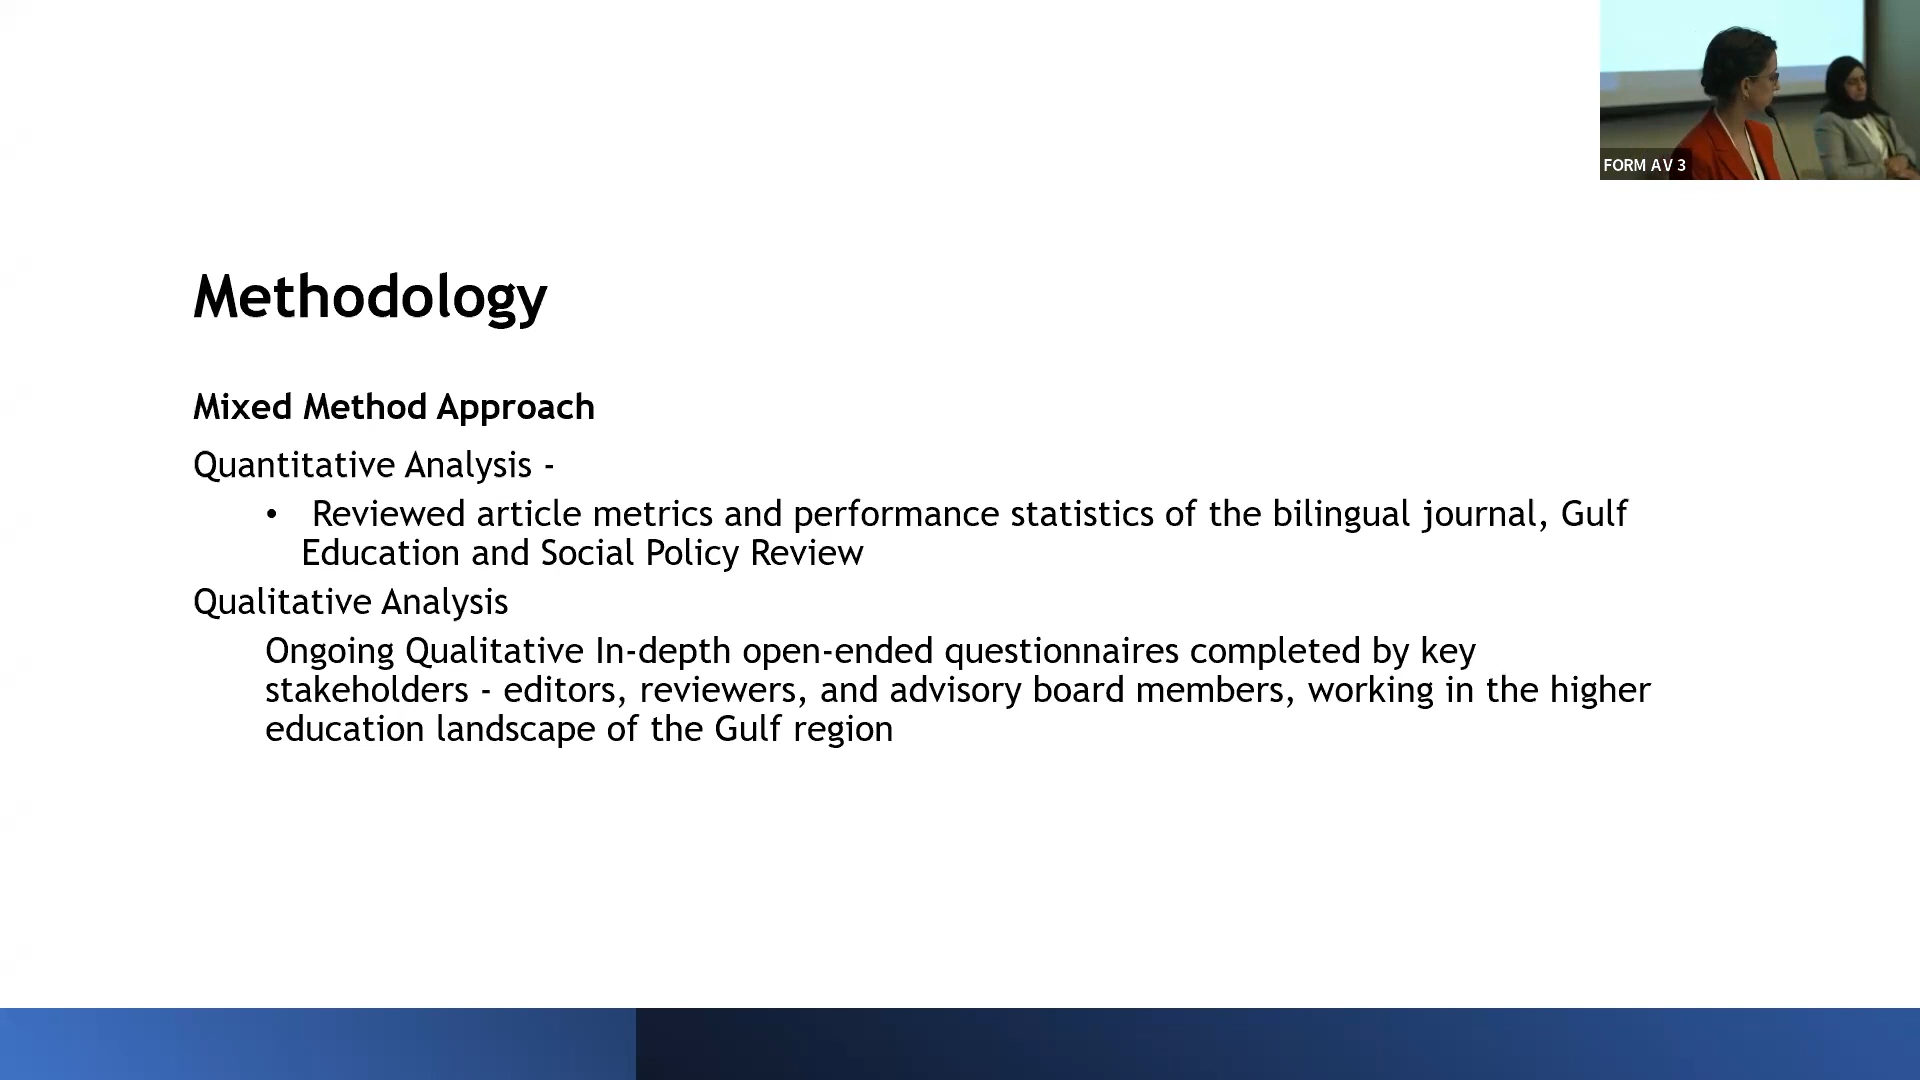 FORM AV 3
Methodology
Mixed Method Approach
Quantitative Analysis -
• Reviewed article metrics and performance statistics of the bilingual journal, Gulf
Education and Social Policy Review
Qualitative Analysis
Ongoing Qualitative In-depth open-ended questionnaires completed by key
stakeholders - editors, reviewers, and advisory board members, working in the higher
education landscape of the Gulf region